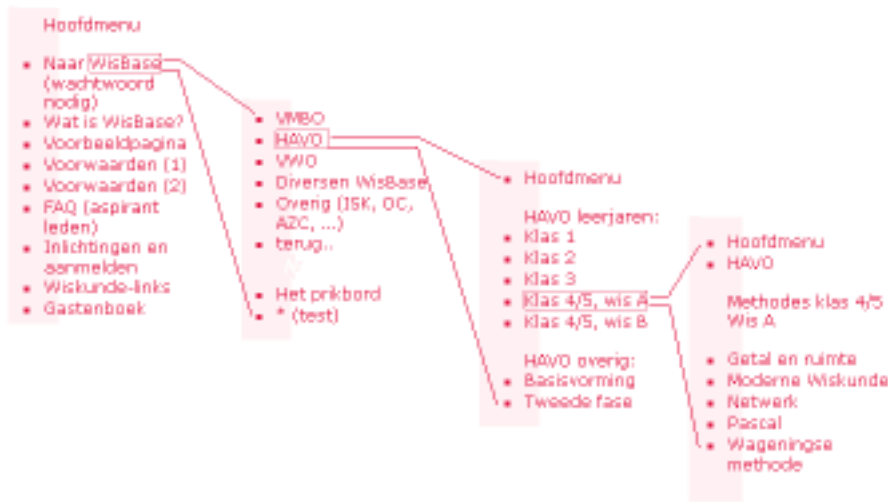 Hoofdmenu
Naar WisBase
(wachtwoord
nodig)
Wat is WisBase?
Voorbeeldpagina
Voorwaarden (1)
Voorwaarden (2)
FAQ (aspirant
leden)
Inlichtingen en
aanmelden
Wiskunde-links
Gastenboek
VMBO
HAVO
VWO
Diversen WisBase
Overig (ISK, OC,
AZC, ...)
terug..
Het prikbord
* (test)
Hoofdmenu
HAVO leerjaren:
Klas 1
Klas 2
Klas 3
Klas 4/5, wis A
Klas 4/5, wis B
HAVO overig:
Basisvorming
Tweede fase
Hoofdmenu
HAVO
Methodes klas 4/5
Wis A
Getal en ruimte
Moderne Wiskunde
Netwerk
Pascal
Wageningse
methode